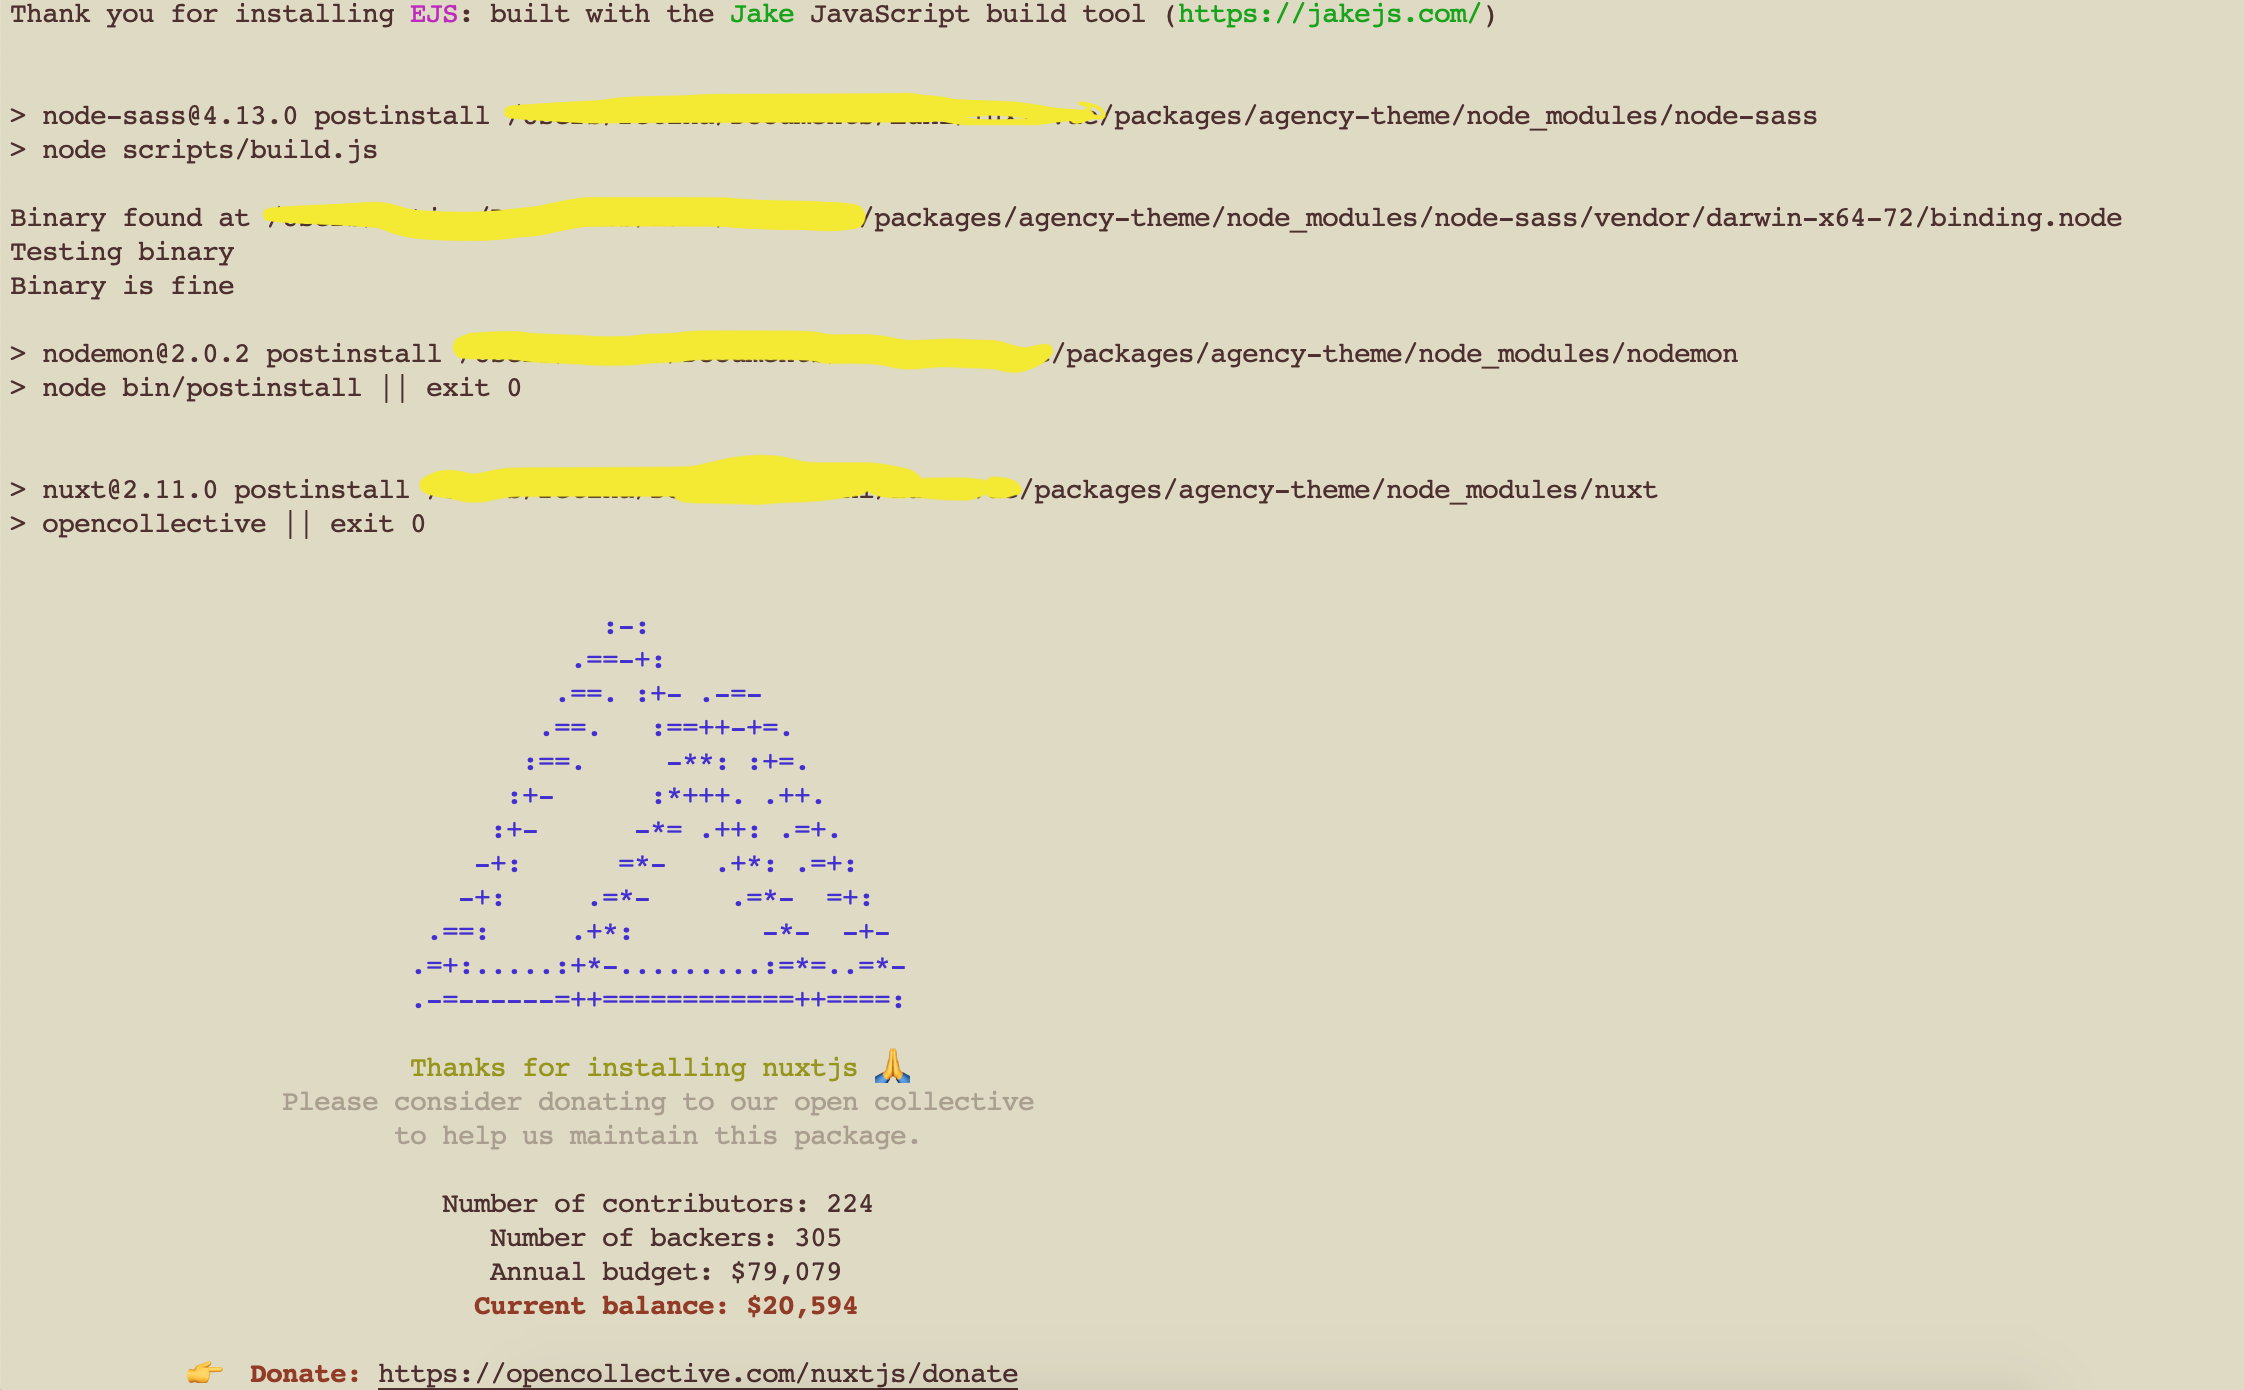 Thank you for installing EJS: built with the Jake JavaScript build tool (https://jakejs.com/)
> node-sass@4.13.0 postinstall /packages/agency-theme/node_modules/node-sass
> node scripts/build.js
Binary found at /packages/agency-theme/node_modules/node-sass/vendor/darwin-x64-72/binding.node
Testing binary
Binary is fine
> nodemon@2.0.2 postinstall /packages/agency-theme/node_modules/nodemon
> node bin/postinstall || exit 0
> nuxt@2.11.0 postinstall /packages/agency-theme/node_modules/nuxt
> opencollective || exit 0
:-:
.==-+:
.==. :+- .-=-
.==.   :==++-+=.
:==.     -**: :+=.
:+-      :*+++. .++.
:+-      -*= .++: .=+.
-+:      =*-   .+*: .=+:
-+:     .=*-     .=*-  =+:
.==:     .+*:        -*-  -+-
.=+:.....:+*-.........:=*=..=*-
.-=------=++============++====:
Thanks for installing nuxtjs 🙏
Please consider donating to our open collective
to help us maintain this package.
Number of contributors: 224
Number of backers: 305
Annual budget: $79,079
Current balance: $20,594
👉 Donate: https://opencollective.com/nuxtjs/donate